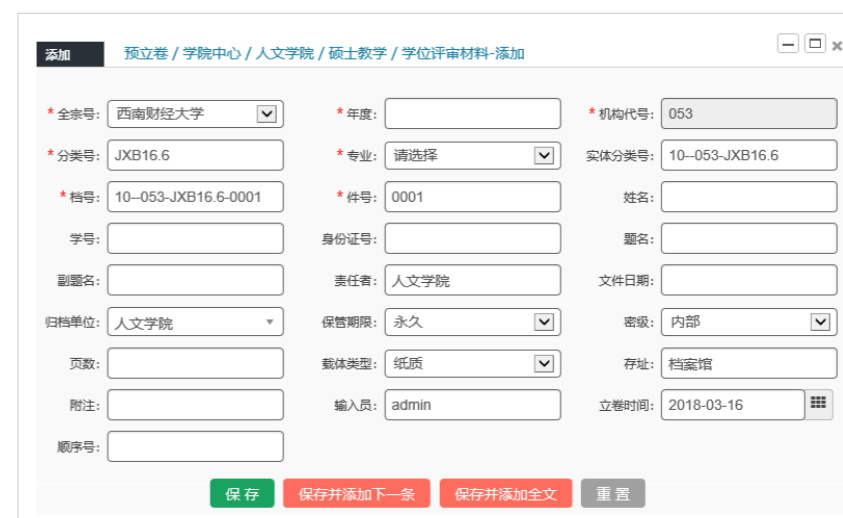 添加 预立卷 / 学院中心 / 人文学院 / 硕士教学 / 学位评审材料-添加
* 全宗号: 西南财经大学 * 年度: * 机构代号: 053
* 分类号: JXB16.6 * 专业: 请选择 实体分类号: 10--053-JXB16.6
* 档号: 10--053-JXB16.6-0001 * 件号: 0001 姓名:
学号: 身份证号: 题名:
副题名: 责任者: 人文学院 文件日期:
归档单位: 人文学院 保管期限: 永久 密级: 内部
页数: 载体类型: 纸质 存址: 档案馆
附注: 输入员: admin 立卷时间: 2018-03-16
顺序号:
保存 保存并添加下一条 保存并添加全文 重置